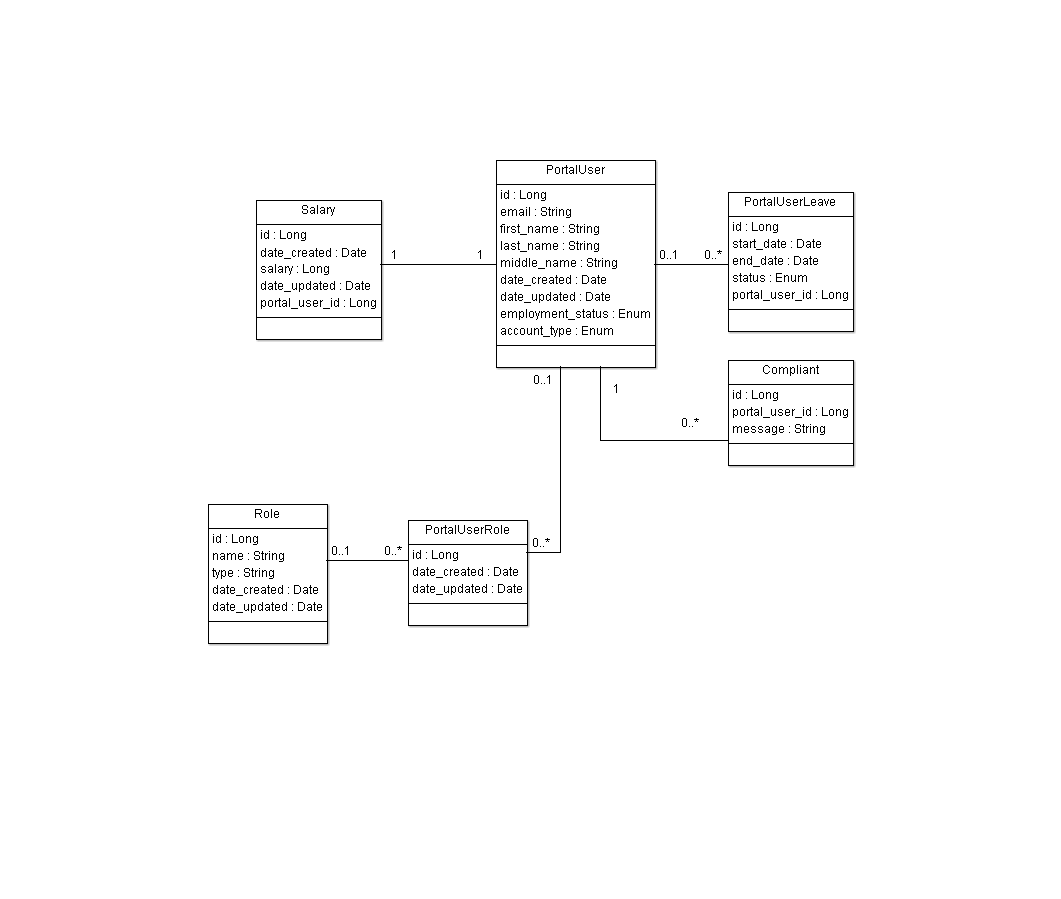 PortalUser
id : Long
email : String
first_name : String
last_name : String
middle_name : String
date_created : Date
date_updated : Date
employment_status : Enum
account_type : Enum
Salary
id : Long
date_created : Date
salary : Long
date_updated : Date
portal_user_id : Long
1
1
PortalUserLeave
id : Long
start_date : Date
end_date : Date
status : Enum
portal_user_id : Long
0..1
0..*
Compliant
id : Long
portal_user_id : Long
message : String
0..1
1
0..*
Role
id : Long
name : String
type : String
date_created : Date
date_updated : Date
0..1
0..*
PortalUserRole
id : Long
date_created : Date
date_updated : Date
0..*